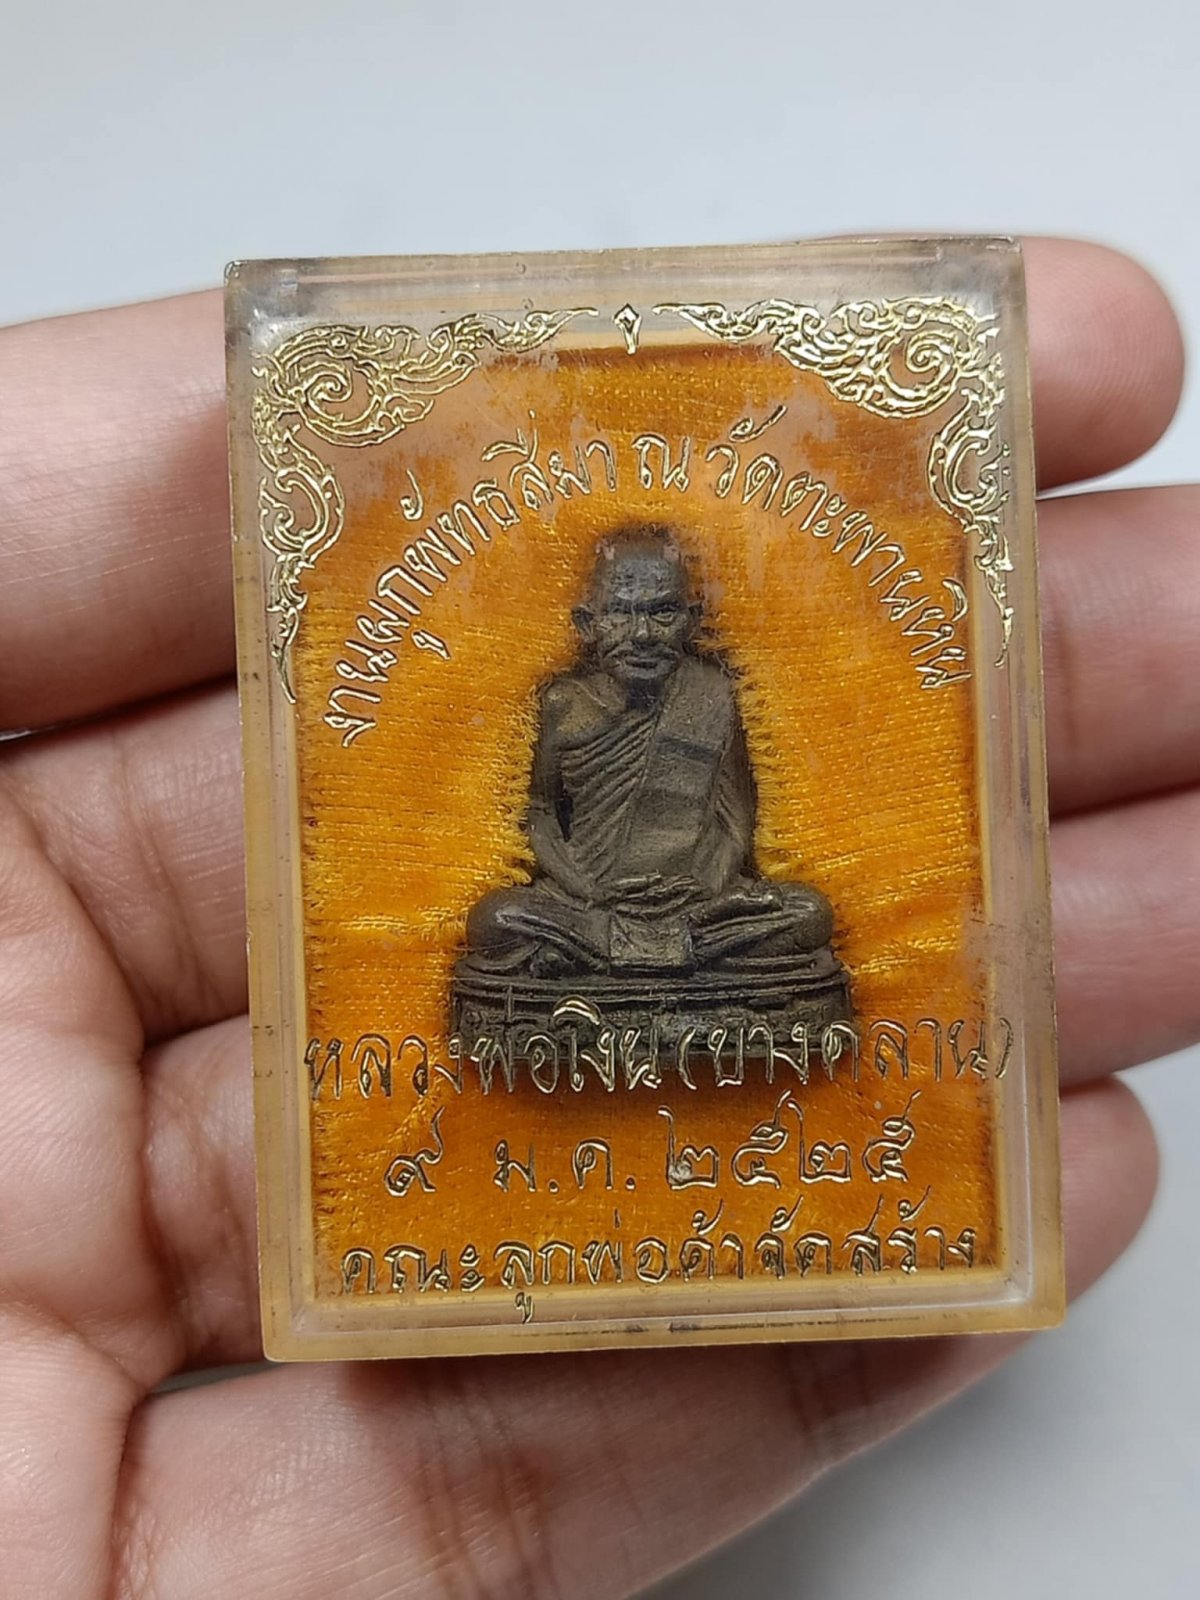 งานผูกพัทธสีมา ณ วัดตะพานหิน
หลวงพ่อเงิน (บางคลาน)
๙ ม.ค. ๒๕๒๕
คณะลูกพ่อค้าจัดสร้าง